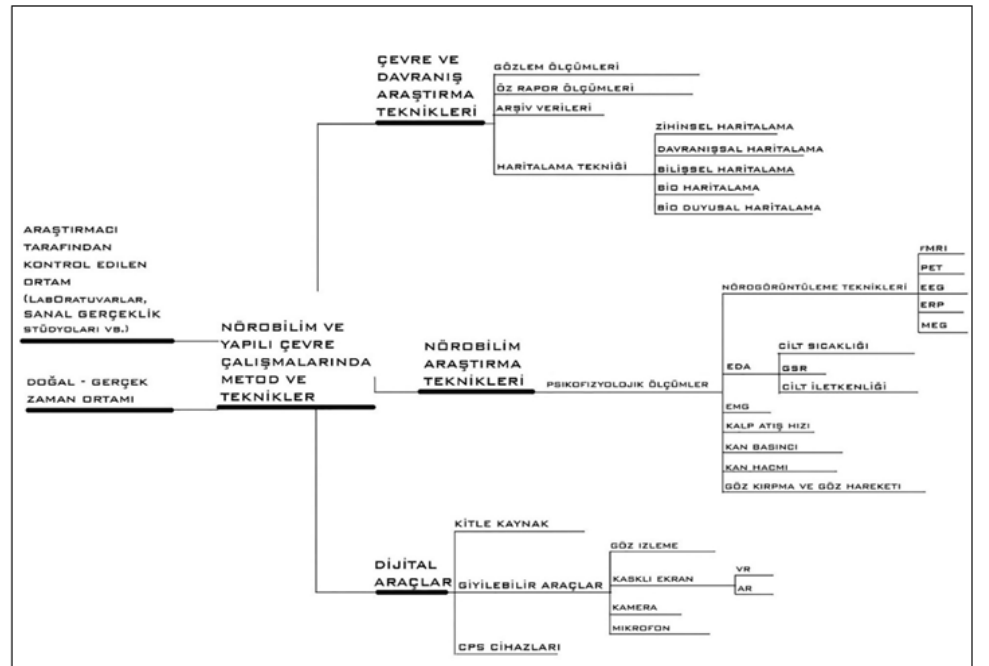 ÇEVRE VE
DAVRANIŞ
ARAŞTIRMA
TEKNİKLERİ
GÖZLEM ÖLÇÜMLERİ
ÖZ RAPOR ÖLÇÜMLERİ
ARŞİV VERİLERİ
HARİTALAMA TEKNİĞİ
ZİHİNSEL HARİTALAMA
DAVRANIŞSAL HARİTALAMA
BİLİŞSEL HARİTALAMA
BİO HARİTALAMA
BİO DUYUSAL HARİTALAMA
ARAŞTIRMACI
TARAFINDAN
KONTROL EDİLEN
ORTAM
(LABORATUVARLAR,
SANAL GERÇEKLİK
STÜDYOLARI VB.)
DOĞAL - GERÇEK
ZAMAN ORTAMI
NÖROBİLİM VE
YAPILI ÇEVRE
ÇALIŞMALARINDA
METOD VE
TEKNİKLER
NÖROBİLİM
ARAŞTIRMA
TEKNİKLERİ
PSIKOFIZYOLOJIK ÖLÇÜMLER
NÖROGÖRÜNTÜLEME TEKNİKLERİ
fMRI
PET
EEG
ERP
MEG
EDA
CİLT SICAKLIĞI
GSR
CİLT İLETKENLİĞİ
EMG
KALP ATIŞ HIZI
KAN BASINCI
KAN HACMI
GÖZ KIRPMA VE GÖZ HAREKETI
DİJİTAL
ARAÇLAR
KİTLE KAYNAK
GİYİLEBİLİR ARAÇLAR
GÖZ IZLEME
KASKLI EKRAN
VR
AR
KAMERA
MIKROFON
CPS CİHAZLARI